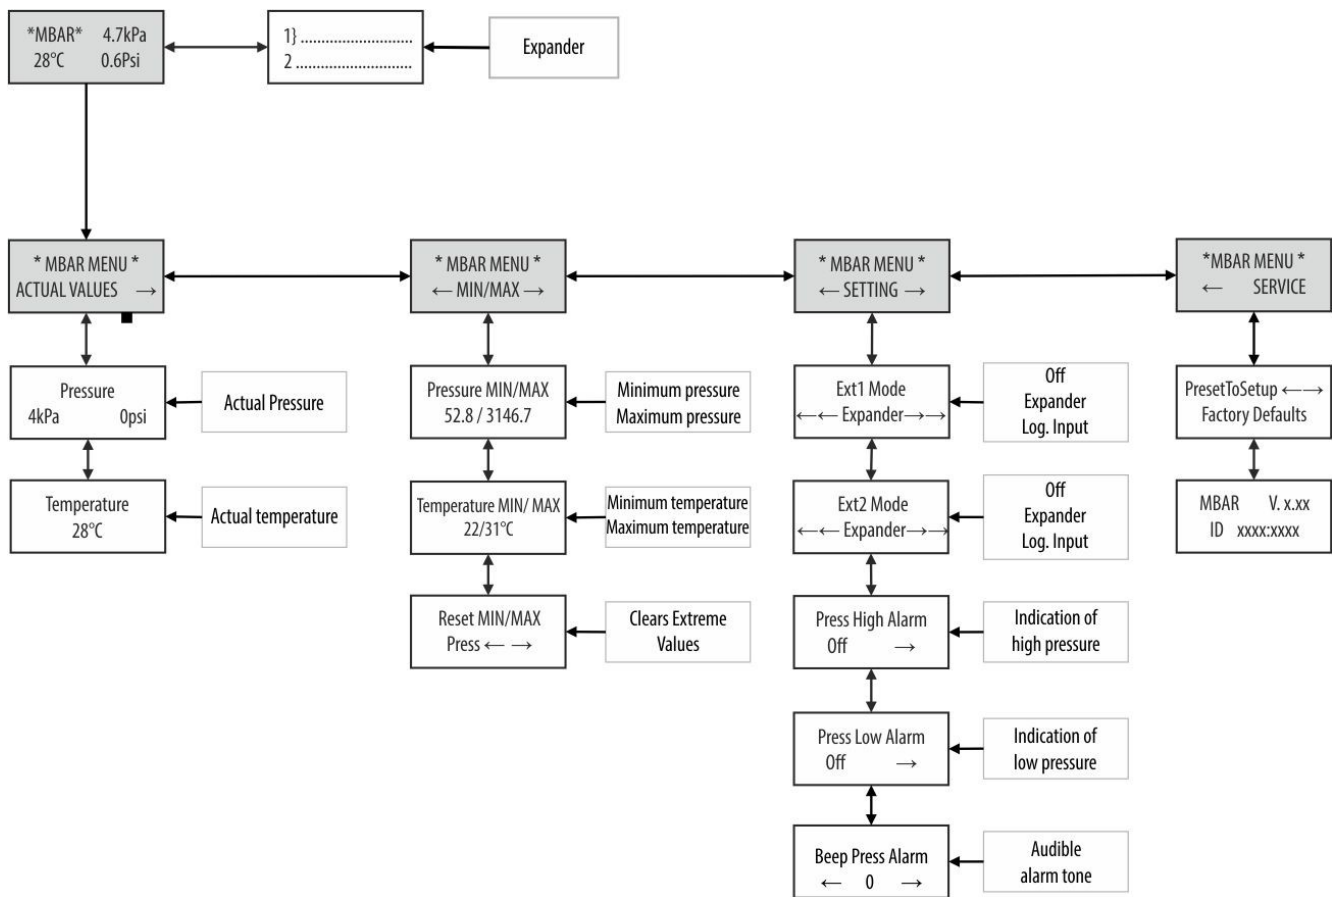 *MBAR* 4.7kPa
28°C 0.6Psi
1} ............................
2 .............................
Expander
* MBAR MENU *
ACTUAL VALUES →
Pressure
4kPa 0psi
Actual Pressure
Temperature
28°C
Actual temperature
* MBAR MENU *
← MIN/MAX →
Pressure MIN/MAX
52.8 / 3146.7
Minimum pressure
Maximum pressure
Temperature MIN/ MAX
22/31°C
Minimum temperature
Maximum temperature
Reset MIN/MAX
Press ← →
Clears Extreme
Values
* MBAR MENU *
← SETTING →
Ext1 Mode
←← Expander→→
Off
Expander
Log. Input
Ext2 Mode
←← Expander→→
Off
Expander
Log. Input
Press High Alarm
Off →
Indication of
high pressure
Press Low Alarm
Off →
Indication of
low pressure
Beep Press Alarm
← 0 →
Audible
alarm tone
*MBAR MENU *
← SERVICE
PresetToSetup ←→
Factory Defaults
MBAR V. x.xx
ID xxxx:xxxx